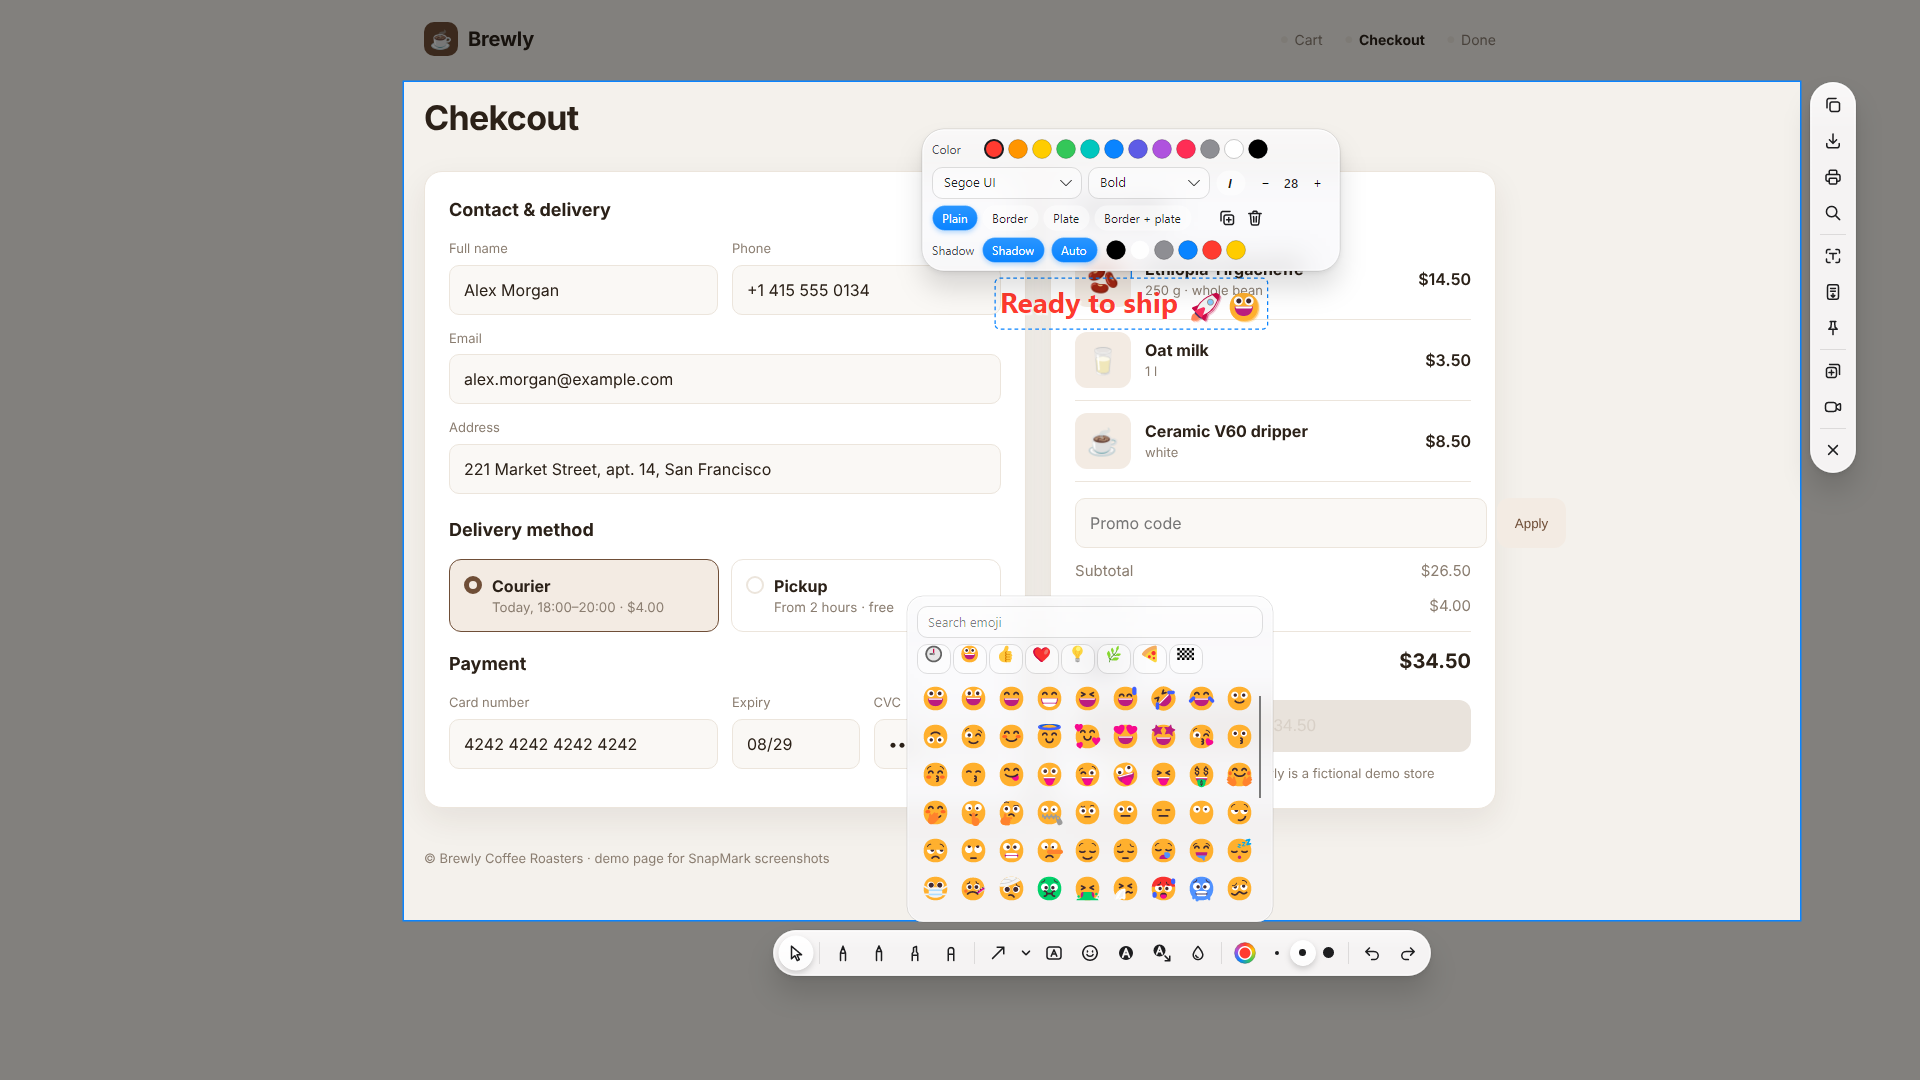 Brewly
Cart
Checkout
Done
Chekcout
Color
Segoe UI
Bold
I
− 28 +
Plain
Border
Plate
Border + plate
Shadow
Shadow
Auto
Contact & delivery
Full name
Phone
Alex Morgan
+1 415 555 0134
Email
alex.morgan@example.com
Address
221 Market Street, apt. 14, San Francisco
Delivery method
Courier
Today, 18:00–20:00 · $4.00
Pickup
From 2 hours · free
Payment
Card number
Expiry
CVC
4242 4242 4242 4242
08/29
••
$14.50
250 g · whole bean
Ready to ship 🚀😀
Oat milk
1 l
$3.50
Ceramic V60 dripper
white
$8.50
Promo code
Apply
Subtotal
$26.50
$4.00
$34.50
34.50
ly is a fictional demo store
Search emoji
© Brewly Coffee Roasters · demo page for SnapMark screenshots